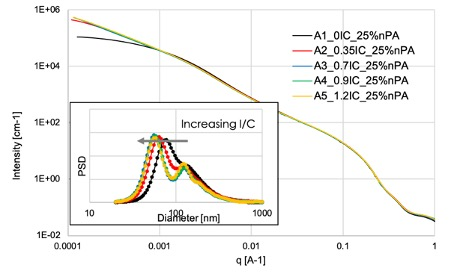 1E+06
1E+04
1E+02
1E+00
1E-02
Intensity [cm-1]
0.0001
0.001
0.01
0.1
1
q [A-1]
A1_0IC_25%nPA
A2_0.35IC_25%nPA
A3_0.7IC_25%nPA
A4_0.9IC_25%nPA
A5_1.2IC_25%nPA
Increasing I/C
PSD
10
100
1000
Diameter [nm]